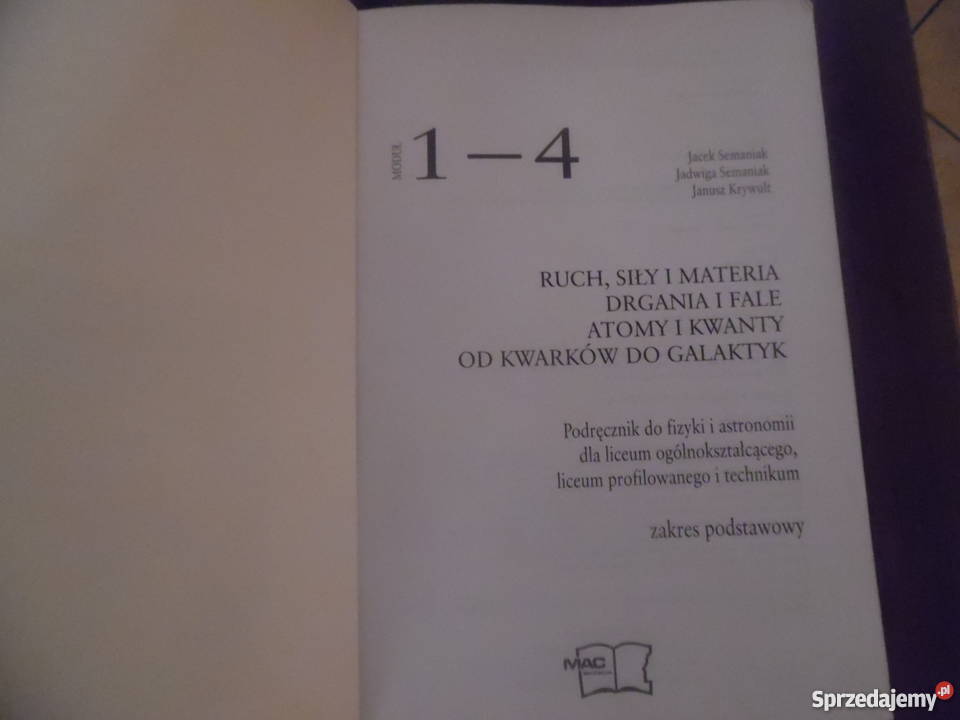 MODUŁ 1 – 4
Jacek Semaniak
Jadwiga Semaniak
Janusz Krywult
RUCH, SIŁY I MATERIA
DRGANIA I FALE
ATOMY I KWANTY
OD KWARKÓW DO GALAKTYK
Podręcznik do fizyki i astronomii
dla liceum ogólnokształcącego,
liceum profilowanego i technikum
zakres podstawowy
MAC
Sprzedajemy.pl